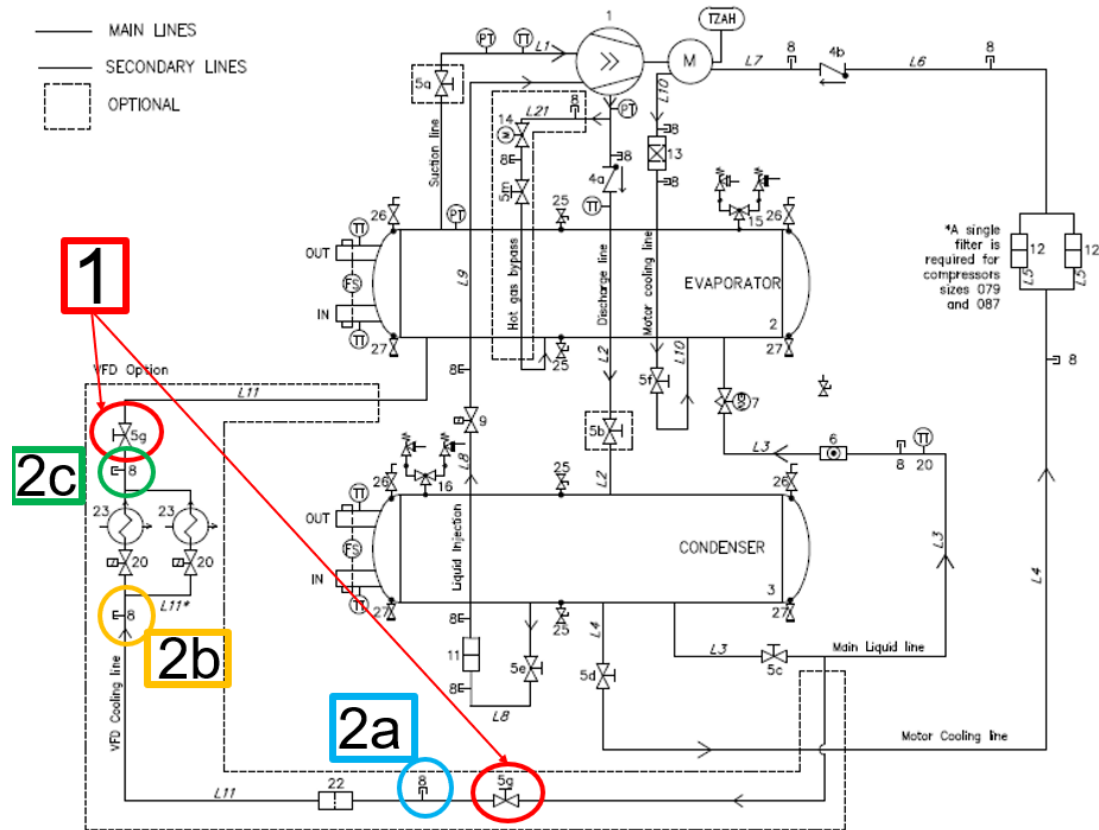 MAIN LINES
SECONDARY LINES
OPTIONAL
1
TZAH
PT
TT
L1
M
L7
8
4b
L6
8
5a
L10
8
L21
PT
14
M
8
8
8
13
4a
5m
8
Suction line
TT
26
TT
PT
25
15
26
OUT
FS
IN
TT
L9
Hot gas bypass
Discharge line
Motor cooling line
EVAPORATOR
2
*A single
filter is
required for
compressors
sizes 079
and 087
12
12
L5
L5
1
27
25
27
L2
L10
VFD Option
L11
8
5f
7
8
5g
9
5b
L3
6
8
TT
20
2c
8
L8
16
L2
25
26
TT
26
23
23
OUT
FS
IN
TT
Liquid Injection
CONDENSER
3
L3
L4
20
20
L11*
27
8
25
27
8
2b
11
5e
L4
L3
Main Liquid line
5c
5d
8
L8
VFD Cooling line
2a
Motor Cooling line
8
5g
22
L11